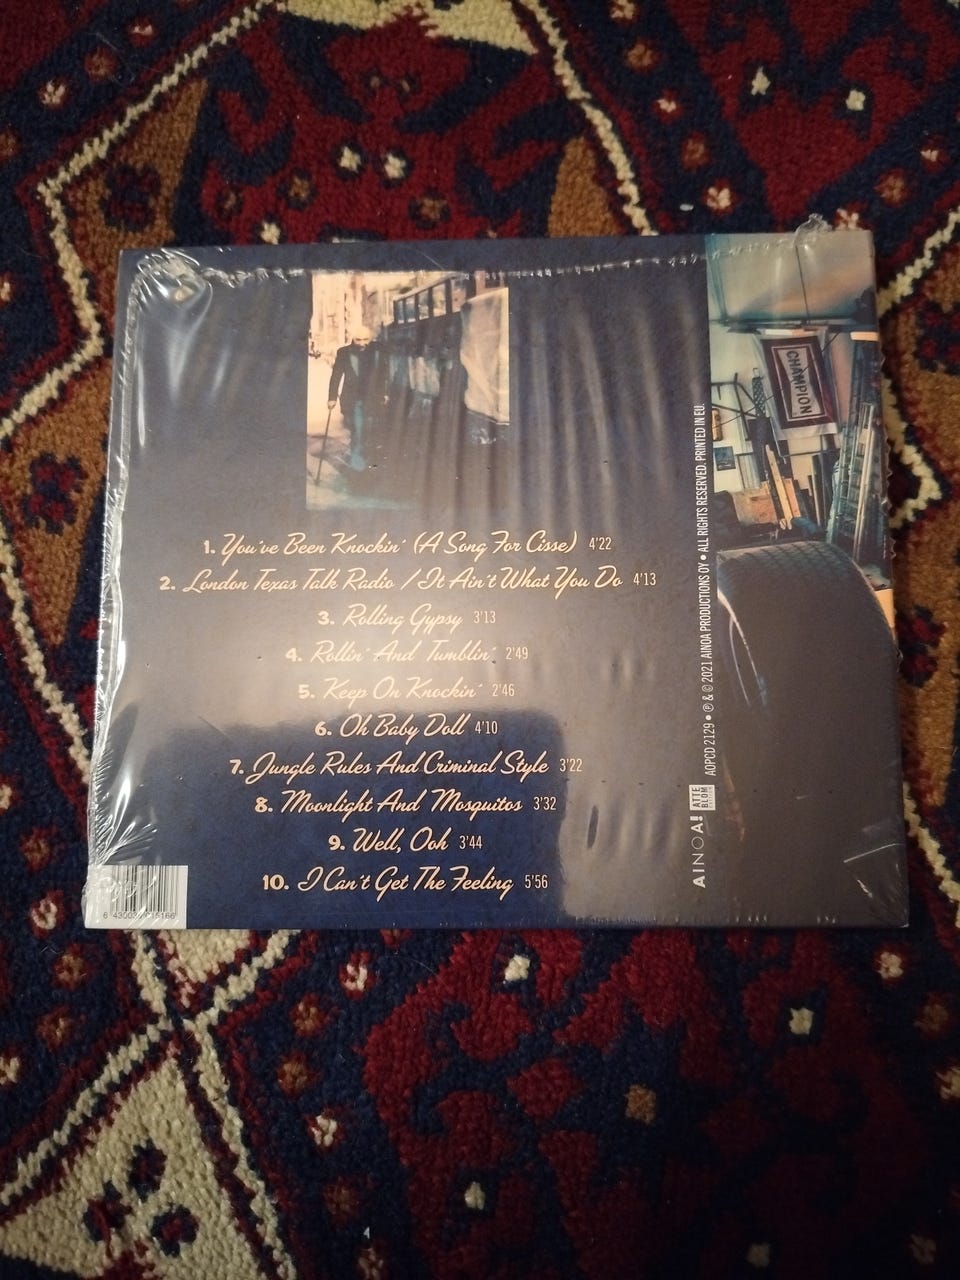 CHAMPION
1. You've Been Knockin' (A Song For Cisse) 4'22
2. London Texas Talk Radio / It Ain't What You Do 4'13
3. Rolling Gypsy 3'13
4. Rollin' And Tumblin' 2'49
5. Keep On Knockin' 2'46
6. Oh Baby Doll 4'10
7. Jungle Rules And Criminal Style 3'22
8. Moonlight And Mosquitos 3'32
9. Well, Ooh 3'44
10. I Can't Get The Feeling 5'56
AINOA!
ATTE
BLOM
AOPCD 2129 • ℗ & © 2021 AINOA PRODUCTIONS OY • ALL RIGHTS RESERVED. PRINTED IN EU.